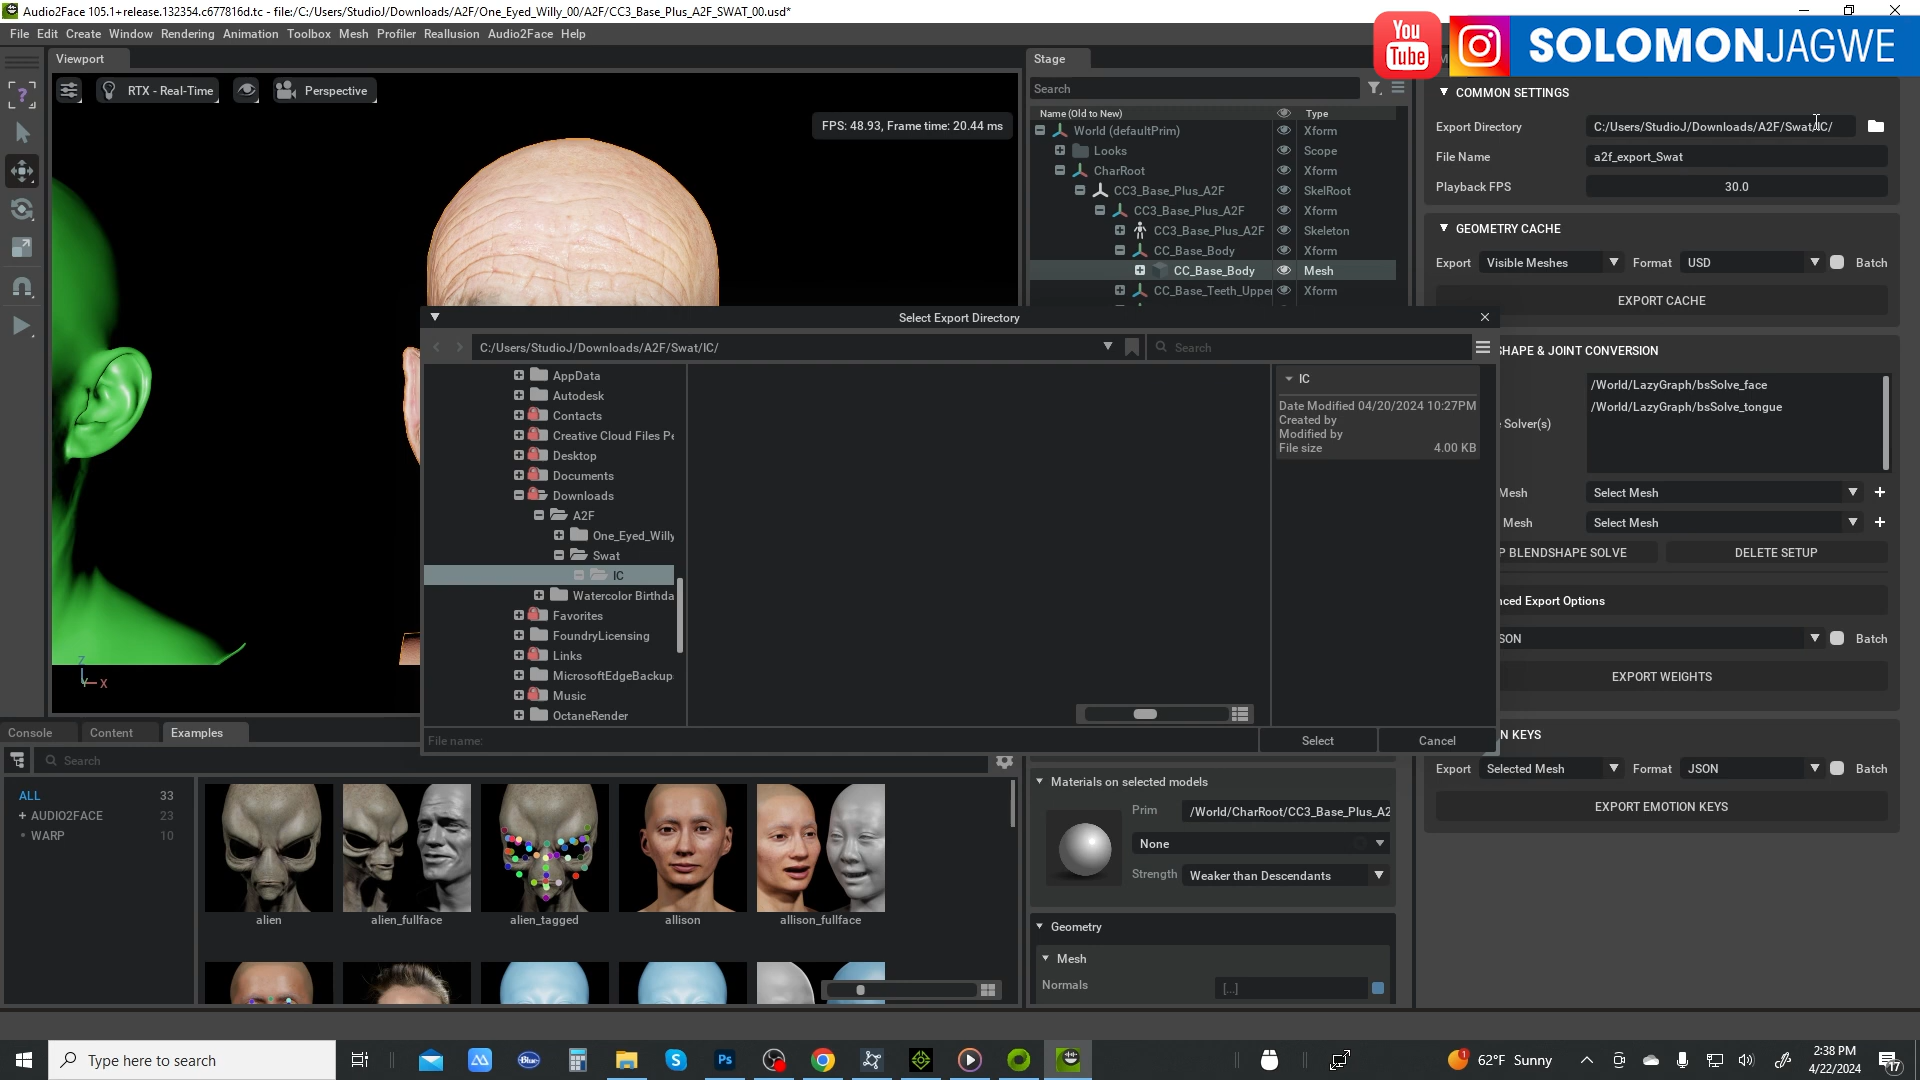 Audio2Face 105.1+release.132354.c677816d.tc - file:/C:/Users/StudioJ/Downloads/A2F/One_Eyed_Willy_00/A2F/CC3_Base_Plus_A2F_SWAT_00.usd*
File Edit Create Window Rendering Animation Toolbox Mesh Profiler Reallusion Audio2Face Help
You Tube
SOLOMONJAGWE
Viewport
RTX - Real-Time
Perspective
FPS: 48.93, Frame time: 20.44 ms
Stage
Search
Name (Old to New) Type
World (defaultPrim) Xform
Looks Scope
CharRoot Xform
CC3_Base_Plus_A2F SkelRoot
CC3_Base_Plus_A2F Xform
CC3_Base_Plus_A2F Skeleton
CC_Base_Body Xform
CC_Base_Body Mesh
CC_Base_Teeth_Upper Xform
COMMON SETTINGS
Export Directory C:/Users/StudioJ/Downloads/A2F/Swat/IC/
File Name a2f_export_Swat
Playback FPS 30.0
GEOMETRY CACHE
Export Visible Meshes Format USD Batch
EXPORT CACHE
SHAPE & JOINT CONVERSION
/World/LazyGraph/bsSolve_face
/World/LazyGraph/bsSolve_tongue
Solver(s)
Mesh Select Mesh
Mesh Select Mesh
P BLENDSHAPE SOLVE DELETE SETUP
nced Export Options
SON Batch
EXPORT WEIGHTS
N KEYS
Export Selected Mesh Format JSON Batch
EXPORT EMOTION KEYS
Select Export Directory
C:/Users/StudioJ/Downloads/A2F/Swat/IC/
Search
AppData
Autodesk
Contacts
Creative Cloud Files Pe
Desktop
Documents
Downloads
A2F
One_Eyed_Willy
Swat
IC
Watercolor Birthda
Favorites
FoundryLicensing
Links
MicrosoftEdgeBackup
Music
OctaneRender
IC
Date Modified 04/20/2024 10:27PM
Created by
Modified by
File size 4.00 KB
File name:
Select
Cancel
Console Content Examples
Search
ALL 33
+ AUDIO2FACE 23
WARP 10
alien
alien_fullface
alien_tagged
allison
allison_fullface
Materials on selected models
Prim /World/CharRoot/CC3_Base_Plus_A2
None
Strength Weaker than Descendants
Geometry
Mesh
Normals [...]
Type here to search
Blue
Ps
1
62°F Sunny
2:38 PM
4/22/2024
17